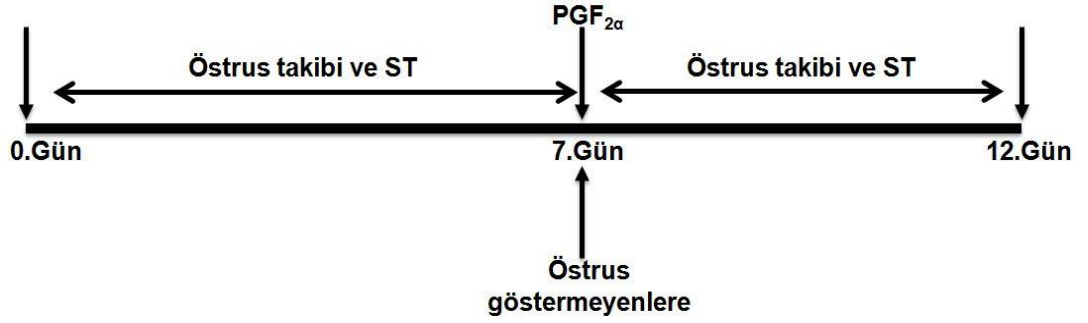 PGF2α
Östrus takibi ve ST
Östrus takibi ve ST
0.Gün
7.Gün
12.Gün
Östrus
göstermeyenlere